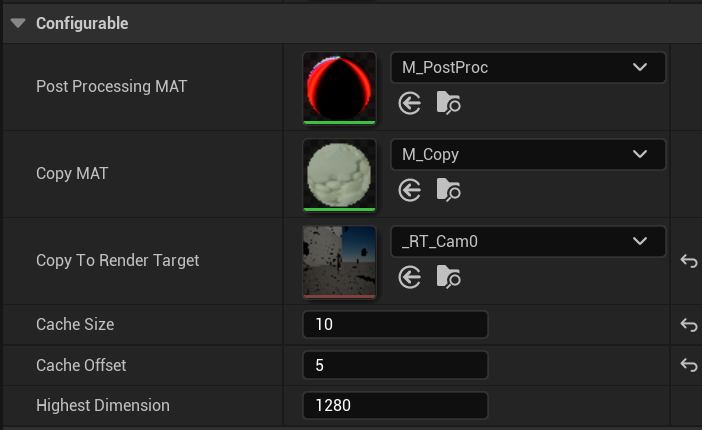 Configurable
Post Processing MAT
M_PostProc
Copy MAT
M_Copy
Copy To Render Target
_RT_Cam0
Cache Size
10
Cache Offset
5
Highest Dimension
1280